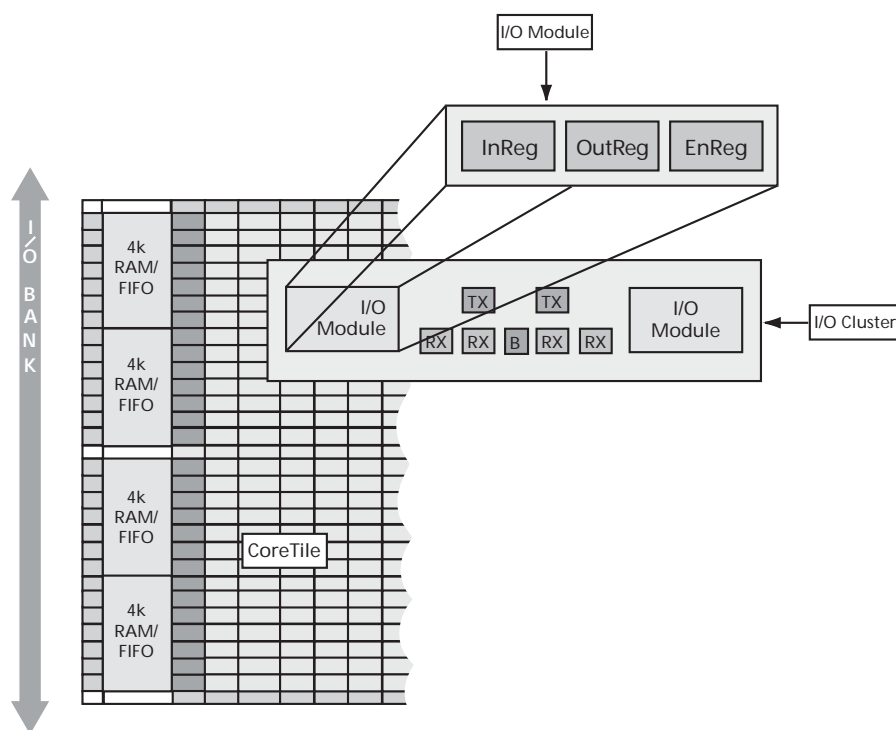 I/O Module
InReg OutReg EnReg
I/O BANK
4k
RAM/
FIFO
4k
RAM/
FIFO
4k
RAM/
FIFO
4k
RAM/
FIFO
I/O
Module
TX TX
RX RX B RX RX
I/O
Module
I/O Cluster
CoreTile